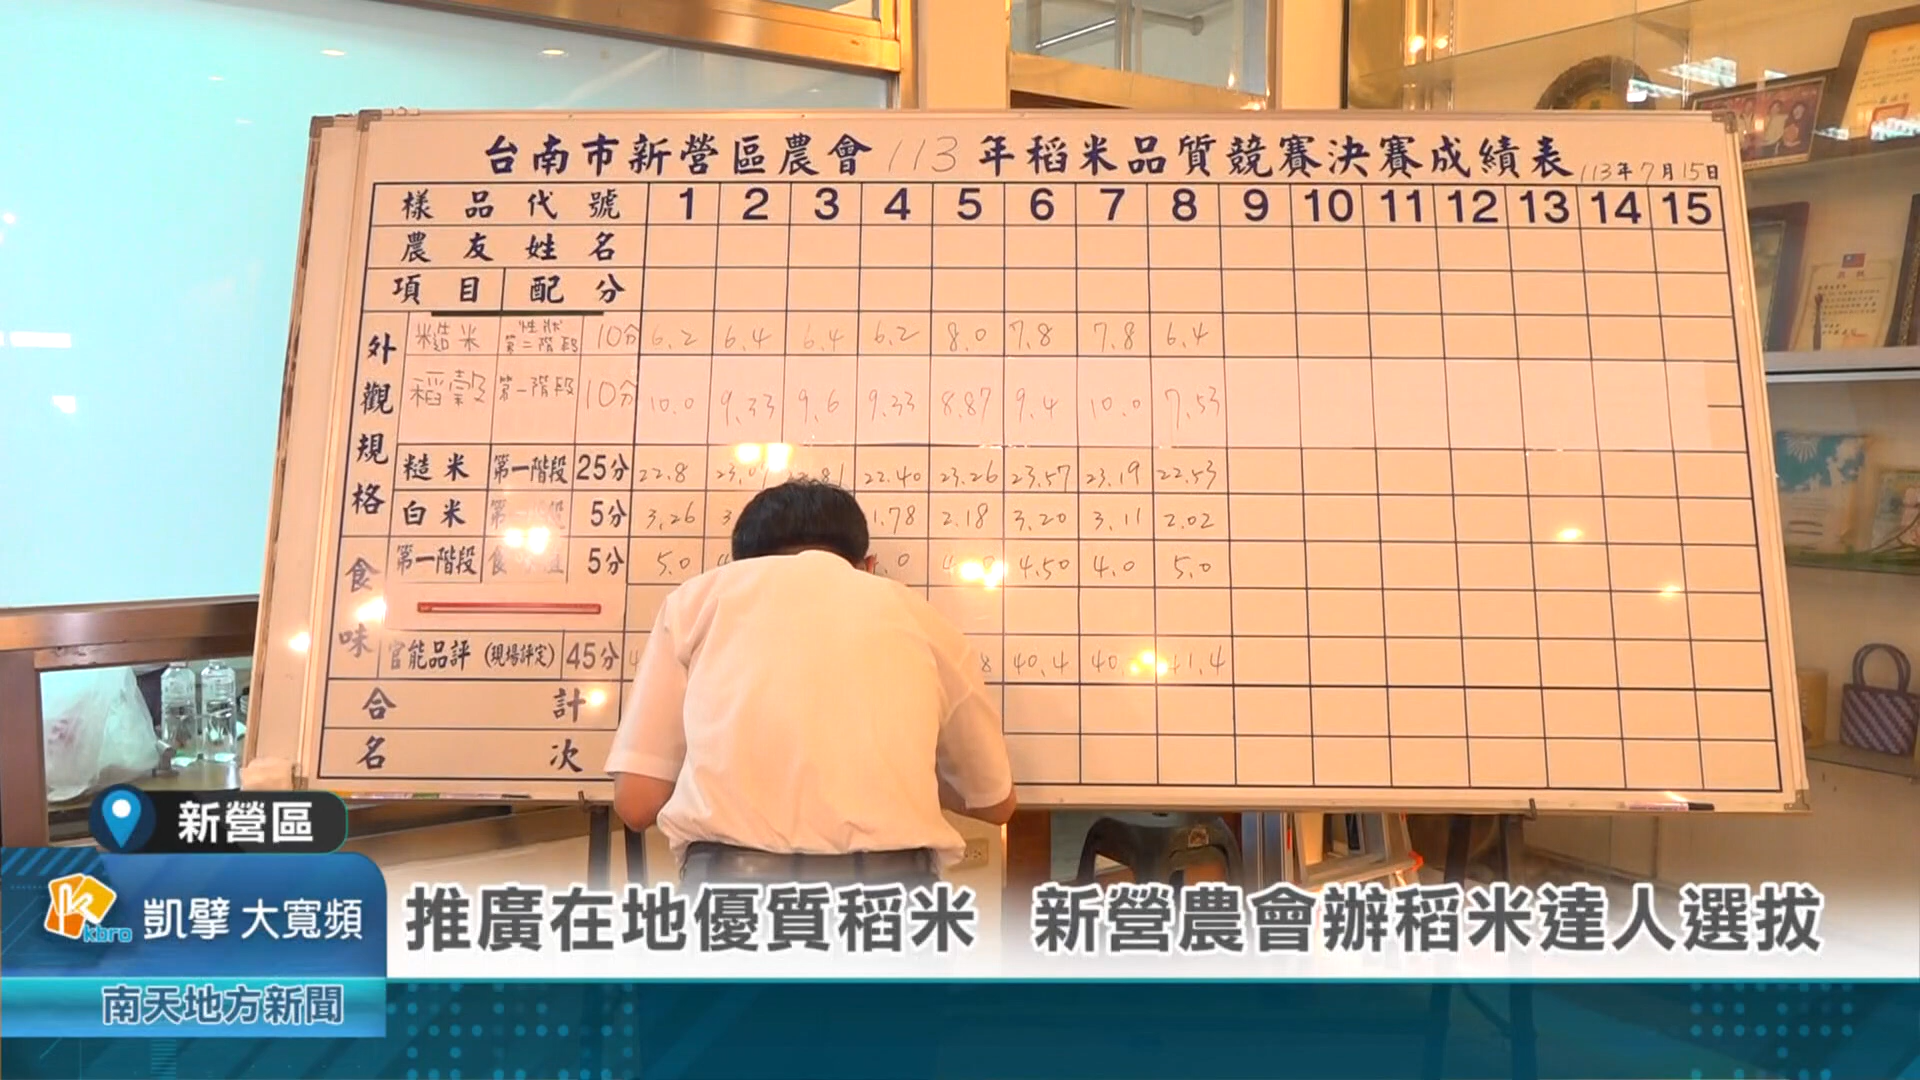 台南市新營區農會113年稻米品質競賽決賽成績表 113年7月15日
樣品代號 1 2 3 4 5 6 7 8 9 10 11 12 13 14 15
農友姓名
項目 配分
外觀規格
糙米 性狀 第二階段 10分 6.2 6.4 6.4 6.2 8.0 7.8 7.8 6.4
稻穀 第一階段 10分 10.0 9.33 9.6 9.33 8.87 9.4 10.0 7.53
糙米 第一階段 25分 22.8 22.40 23.26 23.57 23.19 22.53
白米 第一階段 5分 3.26 1.78 2.18 3.20 3.11 2.02
食味
第一階段 5分 5.0 4.50 4.0 5.0
官能品評 (現場評定) 45分 40.4 40. 41.4
合計
名次
新營區
kbro 凱擘大寬頻
推廣在地優質稻米 新營農會辦稻米達人選拔
南天地方新聞